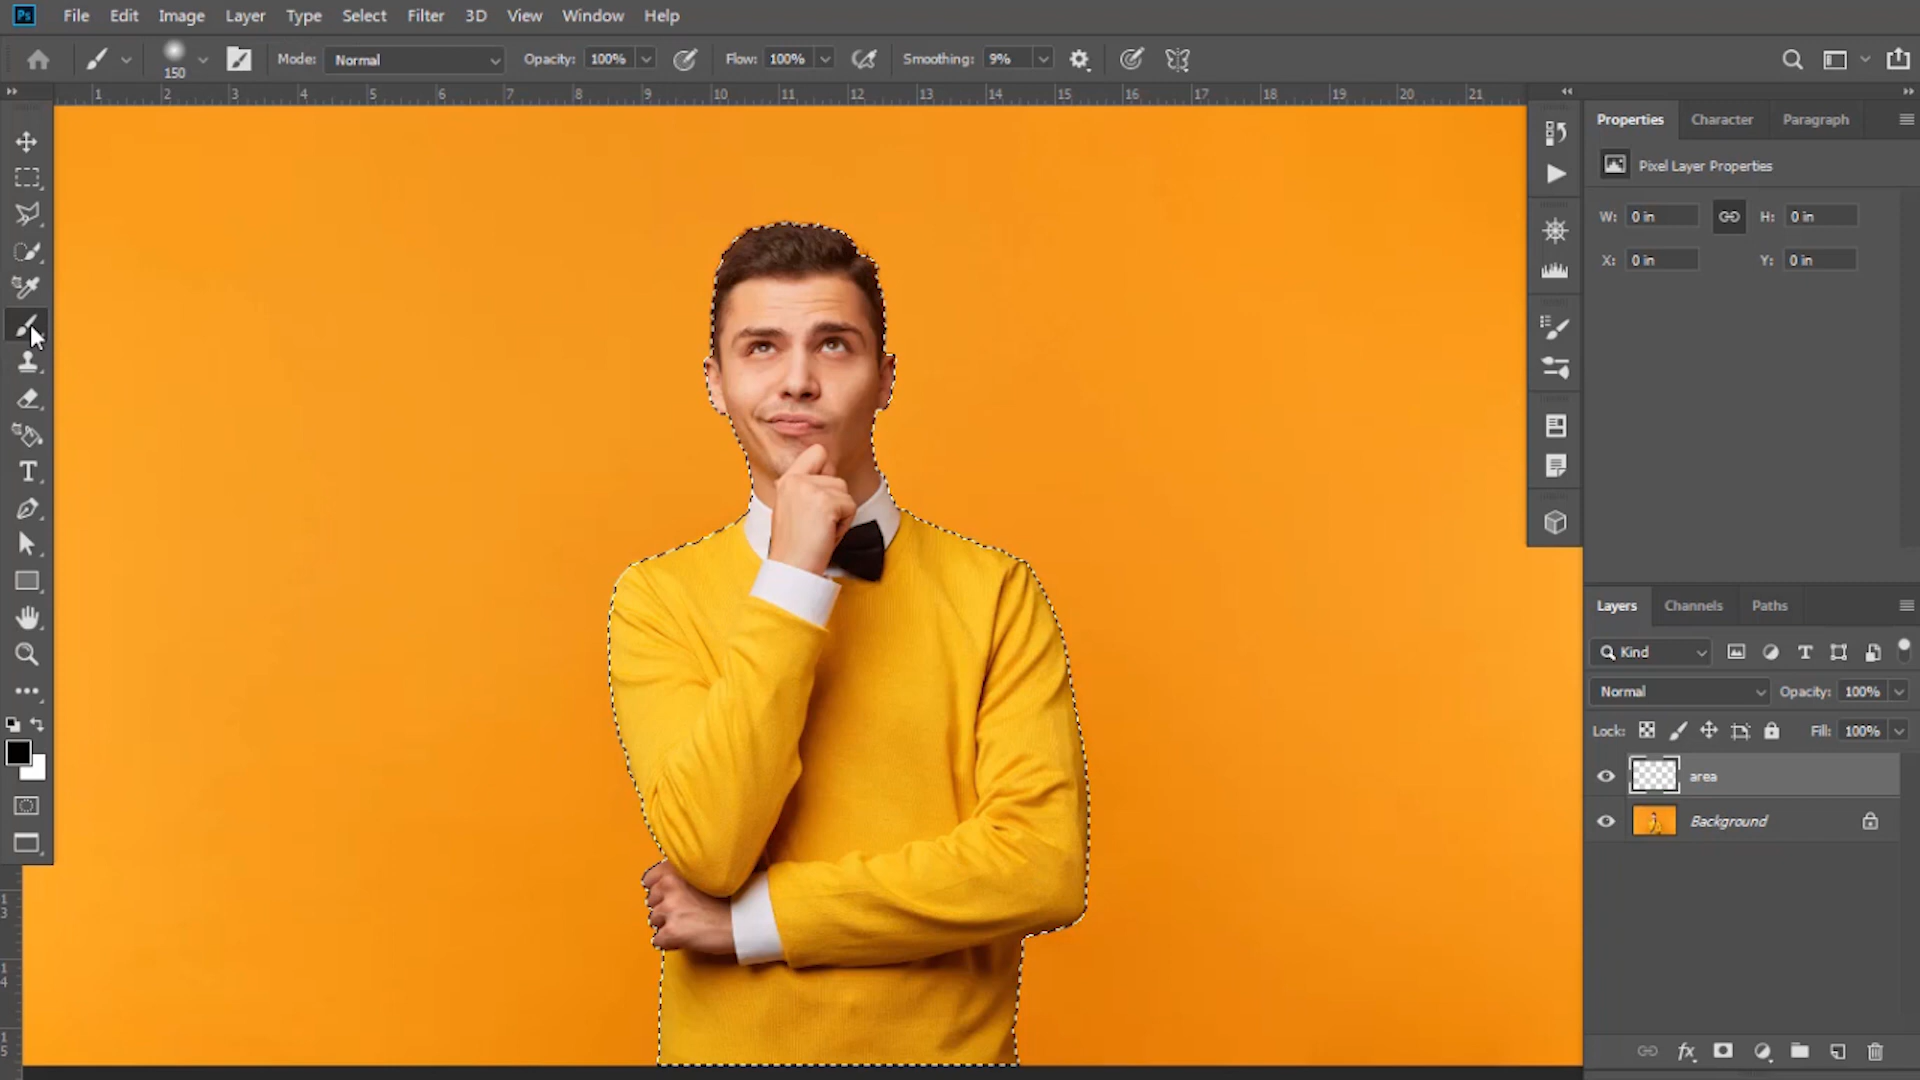 Ps File Edit Image Layer Type Select Filter 3D View Window Help
150 Mode: Normal Opacity: 100% Flow: 100% Smoothing: 9%
1 2 3 4 5 6 7 8 9 10 11 12 13 14 15 16 17 18 19 20 21
Properties Character Paragraph
Pixel Layer Properties
W: 0 in H: 0 in
X: 0 in Y: 0 in
T
Layers Channels Paths
Kind T
Normal Opacity: 100%
Lock: Fill: 100%
area
Background
13
14
15
fx